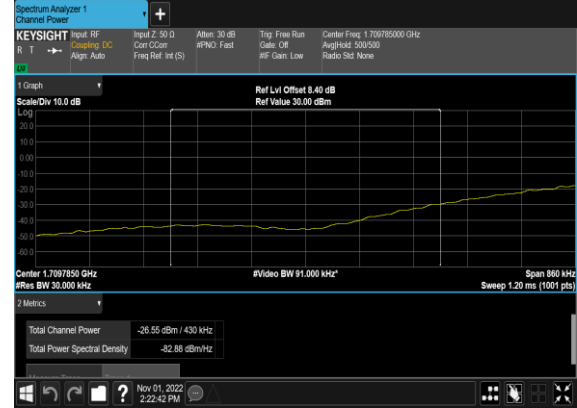 Spectrum Analyzer 1
Channel Power
+
KEYSIGHT Input: RF Input Z: 50 Ω Atten: 30 dB Trig: Free Run Center Freq: 1.709785000 GHz
R T Coupling: DC Corr CCorr #PNO: Fast Gate: Off Avg|Hold: 500/500
Align: Auto Freq Ref: Int (S) #IF Gain: Low Radio Std: None
LXI
1 Graph
Ref Lvl Offset 8.40 dB
Scale/Div 10.0 dB Ref Value 30.00 dBm
Log
20.0
10.0
0.00
-10.0
-20.0
-30.0
-40.0
-50.0
-60.0
Center 1.7097850 GHz #Video BW 91.000 kHz* Span 860 kHz
#Res BW 30.000 kHz Sweep 1.20 ms (1001 pts)
2 Metrics
Total Channel Power -26.55 dBm / 430 kHz
Total Power Spectral Density -82.88 dBm/Hz
? Nov 01, 2022
2:22:42 PM